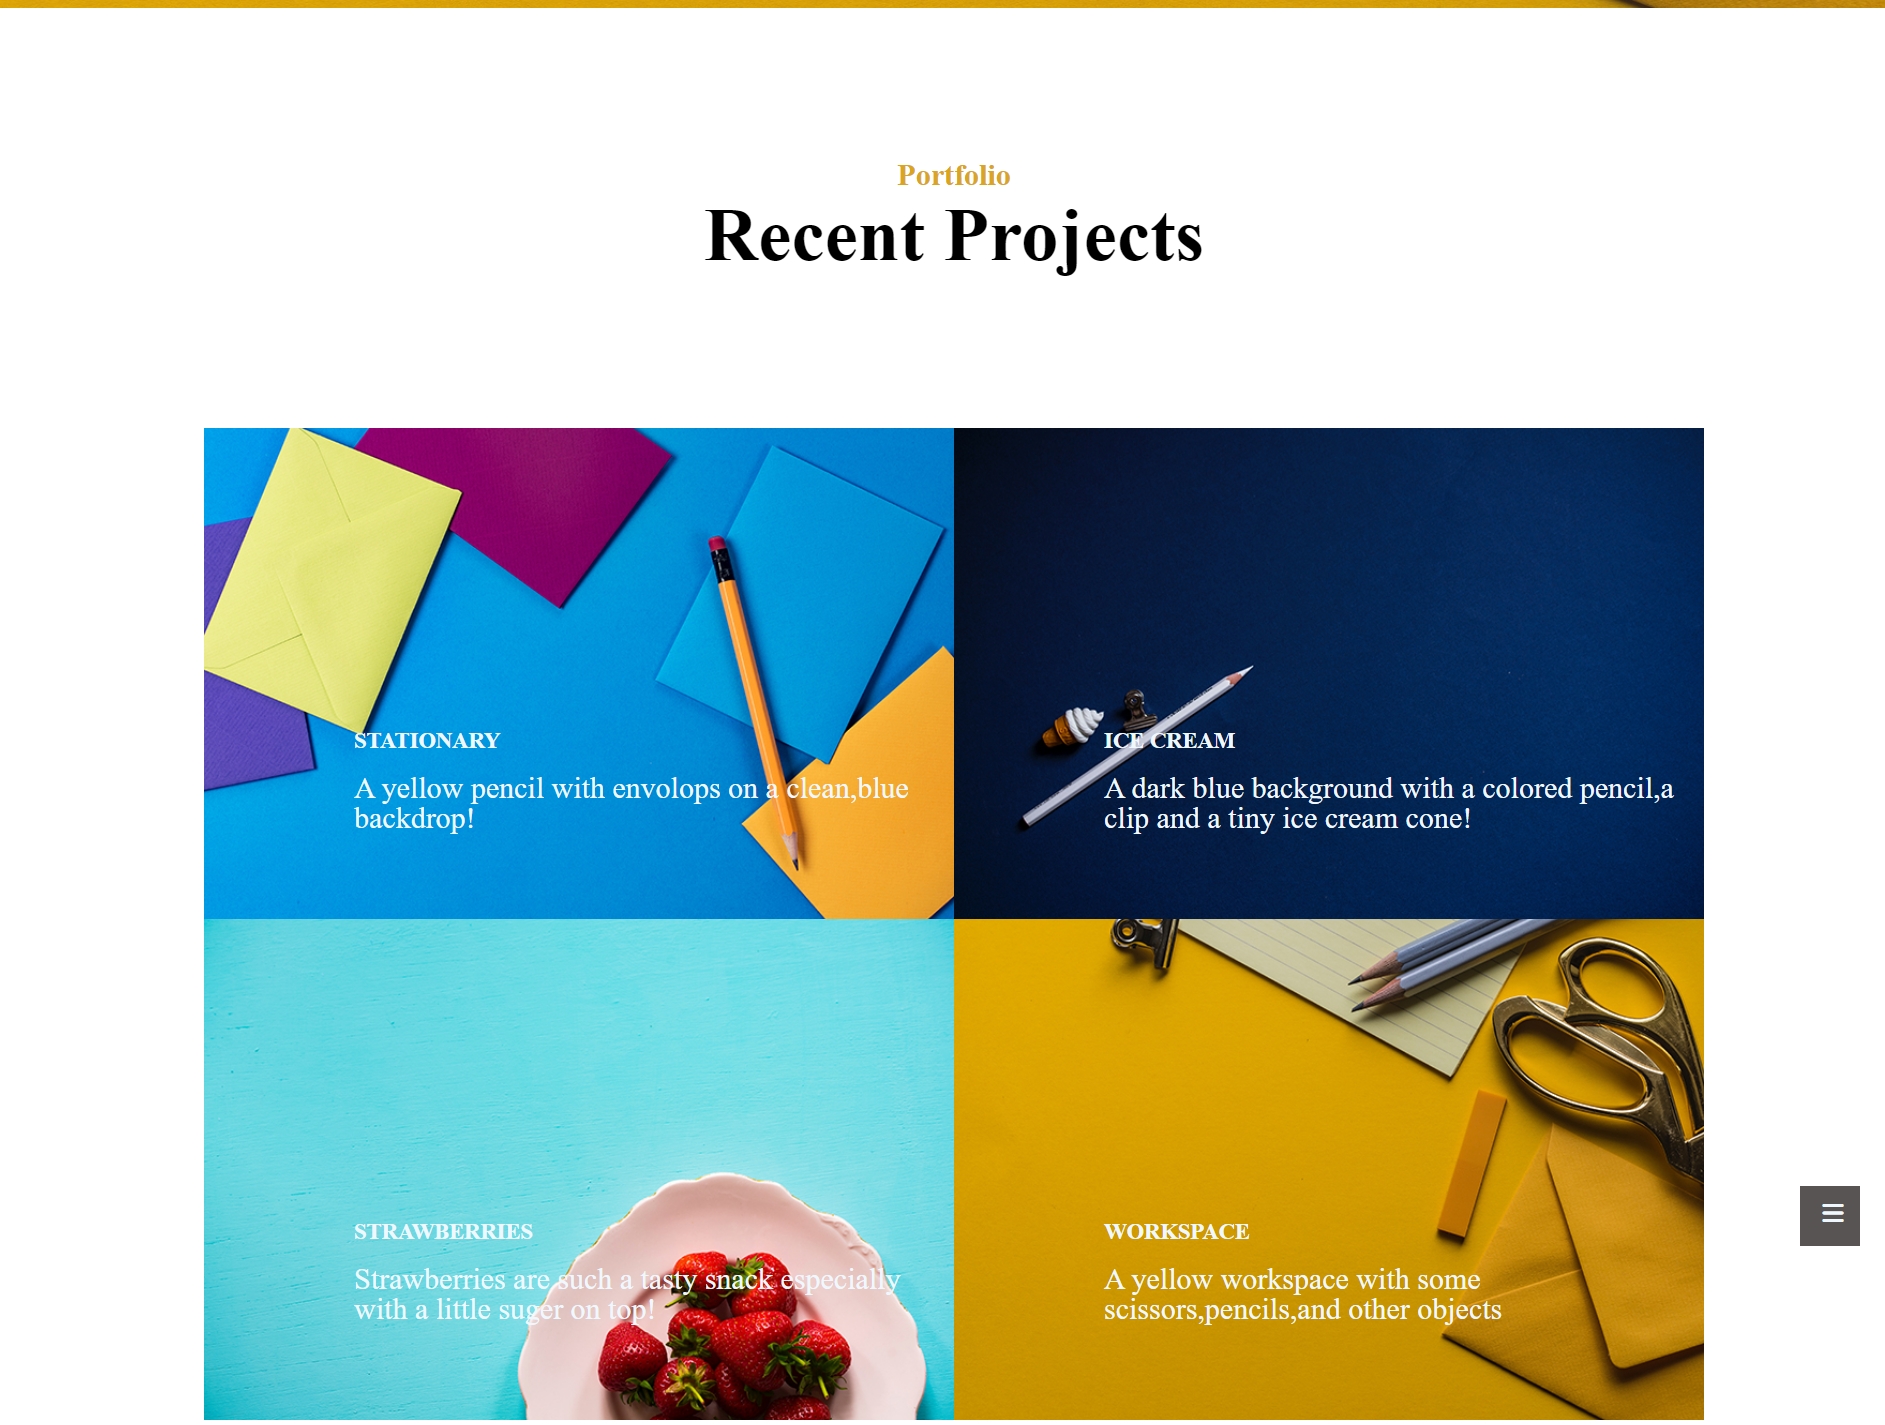 Portfolio
Recent Projects
STATIONARY
A yellow pencil with envolops on a clean,blue
backdrop!
ICE CREAM
A dark blue background with a colored pencil,a
clip and a tiny ice cream cone!
STRAWBERRIES
Strawberries are such a tasty snack especially
with a little suger on top!
WORKSPACE
A yellow workspace with some
scissors,pencils,and other objects